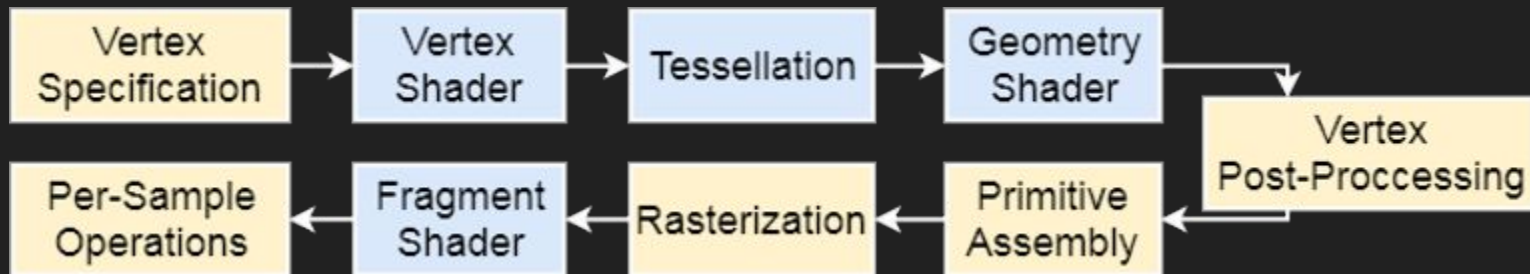 Vertex
Specification
Vertex
Shader
Tessellation
Geometry
Shader
Vertex
Post-Proccessing
Primitive
Assembly
Rasterization
Fragment
Shader
Per-Sample
Operations